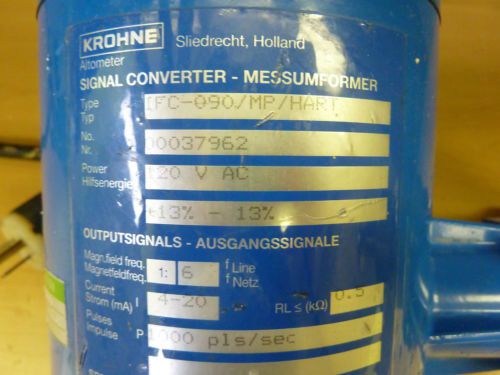 KROHNE Sliedrecht, Holland
Altometer
SIGNAL CONVERTER - MESSUMFORMER
Type IFC-090/MP/HART
Typ
No. 00037962
Nr.
Power 120 V AC
Hilfsenergie
+13% - 13%
OUTPUTSIGNALS - AUSGANGSSIGNALE
Magn.field freq. 1: 6 f Line
Magnetfeldfreq. f Netz
Current I 4-20 RL ≤ (kΩ) 0.5
Strom (mA)
Pulses P 1000 pls/sec
Impulse